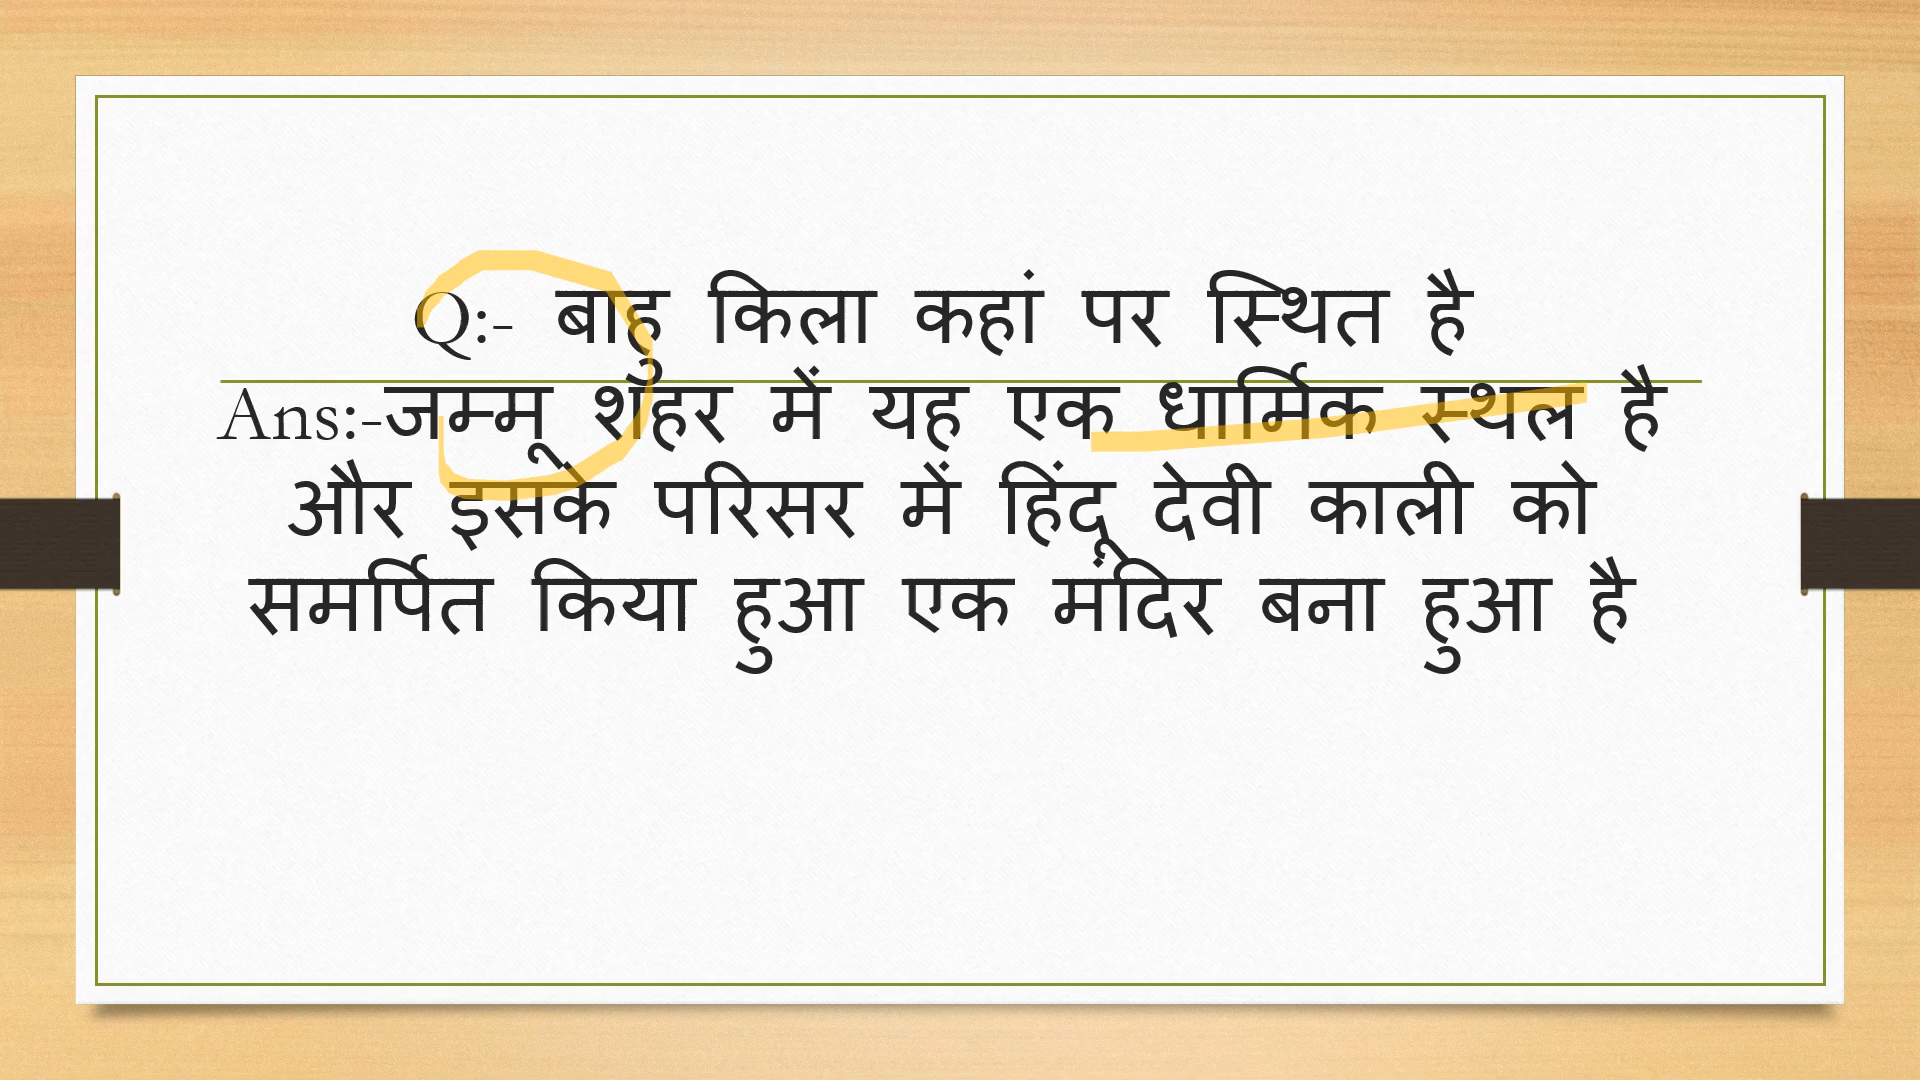 Q:- बाहु किला कहां पर स्थित है
Ans:-जम्मू शहर में यह एक धार्मिक स्थल है
और इसके परिसर में हिंदू देवी काली को
समर्पित किया हुआ एक मंदिर बना हुआ है